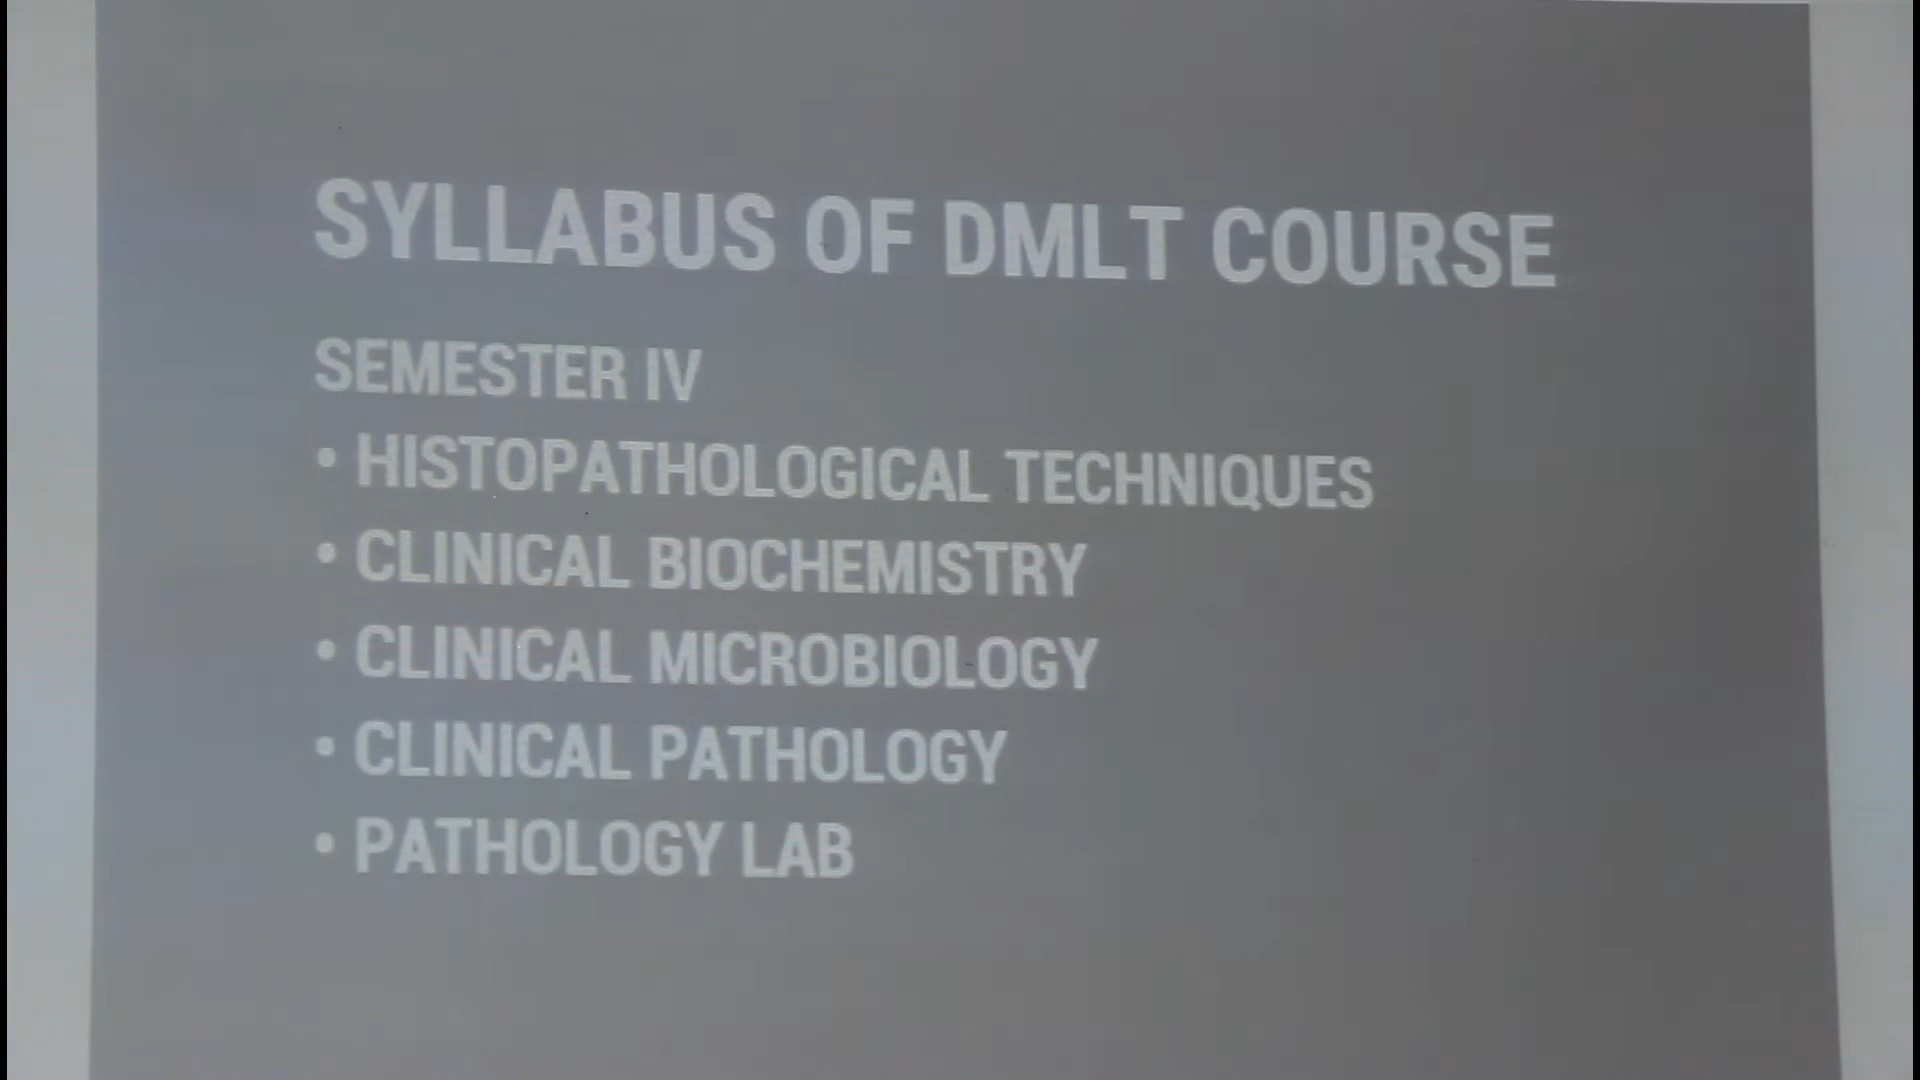 SYLLABUS OF DMLT COURSE
SEMESTER IV
• HISTOPATHOLOGICAL TECHNIQUES
• CLINICAL BIOCHEMISTRY
• CLINICAL MICROBIOLOGY
• CLINICAL PATHOLOGY
• PATHOLOGY LAB